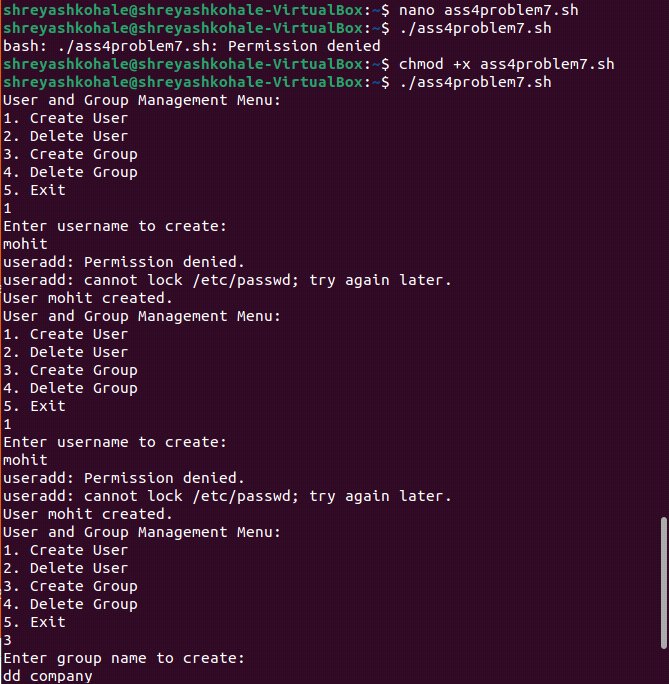 shreyashkohale@shreyashkohale-VirtualBox:~$ nano ass4problem7.sh
shreyashkohale@shreyashkohale-VirtualBox:~$ ./ass4problem7.sh
bash: ./ass4problem7.sh: Permission denied
shreyashkohale@shreyashkohale-VirtualBox:~$ chmod +x ass4problem7.sh
shreyashkohale@shreyashkohale-VirtualBox:~$ ./ass4problem7.sh
User and Group Management Menu:
1. Create User
2. Delete User
3. Create Group
4. Delete Group
5. Exit
1
Enter username to create:
mohit
useradd: Permission denied.
useradd: cannot lock /etc/passwd; try again later.
User mohit created.
User and Group Management Menu:
1. Create User
2. Delete User
3. Create Group
4. Delete Group
5. Exit
1
Enter username to create:
mohit
useradd: Permission denied.
useradd: cannot lock /etc/passwd; try again later.
User mohit created.
User and Group Management Menu:
1. Create User
2. Delete User
3. Create Group
4. Delete Group
5. Exit
3
Enter group name to create:
dd company